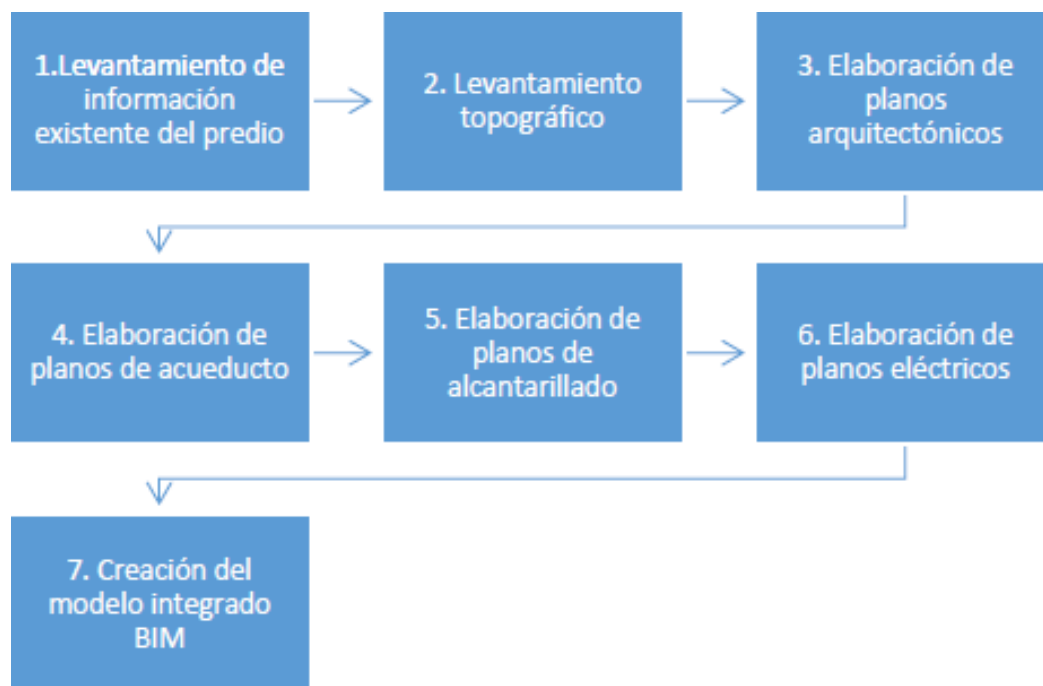 1.Levantamiento de
información
existente del predio
2. Levantamiento
topográfico
3. Elaboración de
planos
arquitectónicos
4. Elaboración de
planos de acueducto
5. Elaboración de
planos de
alcantarillado
6. Elaboración de
planos eléctricos
7. Creación del
modelo integrado
BIM